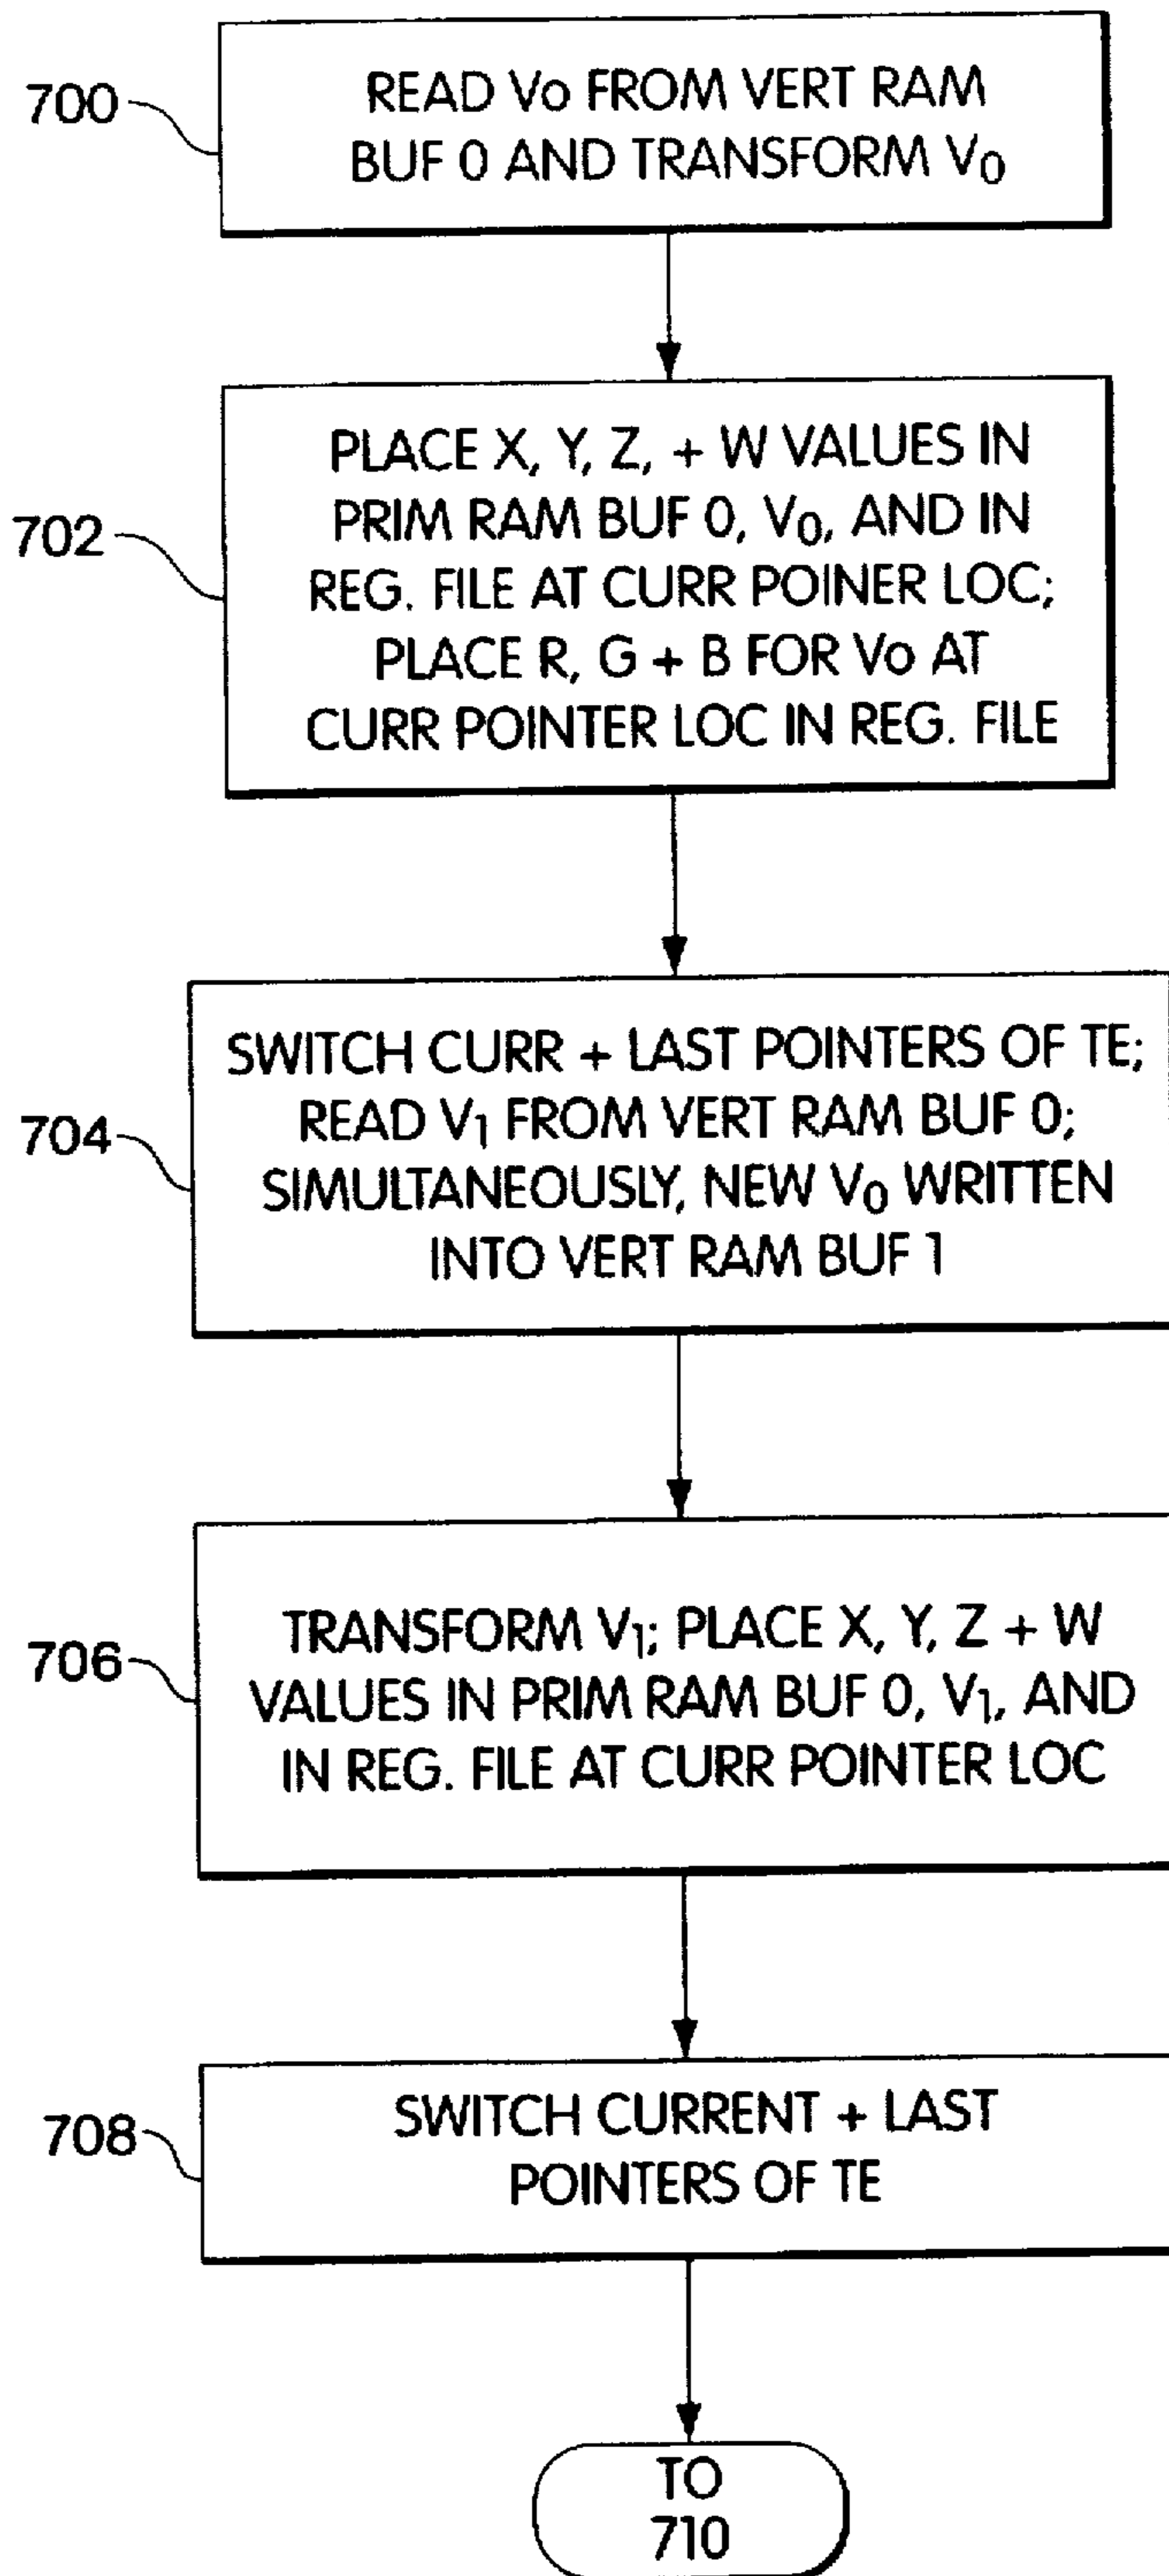 700
READ Vo FROM VERT RAM
BUF 0 AND TRANSFORM V₀
702
PLACE X, Y, Z, + W VALUES IN
PRIM RAM BUF 0, V₀, AND IN
REG. FILE AT CURR POINER LOC;
PLACE R, G + B FOR Vo AT
CURR POINTER LOC IN REG. FILE
704
SWITCH CURR + LAST POINTERS OF TE;
READ V₁ FROM VERT RAM BUF 0;
SIMULTANEOUSLY, NEW V₀ WRITTEN
INTO VERT RAM BUF 1
706
TRANSFORM V₁; PLACE X, Y, Z + W
VALUES IN PRIM RAM BUF 0, V₁, AND
IN REG. FILE AT CURR POINTER LOC
708
SWITCH CURRENT + LAST
POINTERS OF TE
TO
710